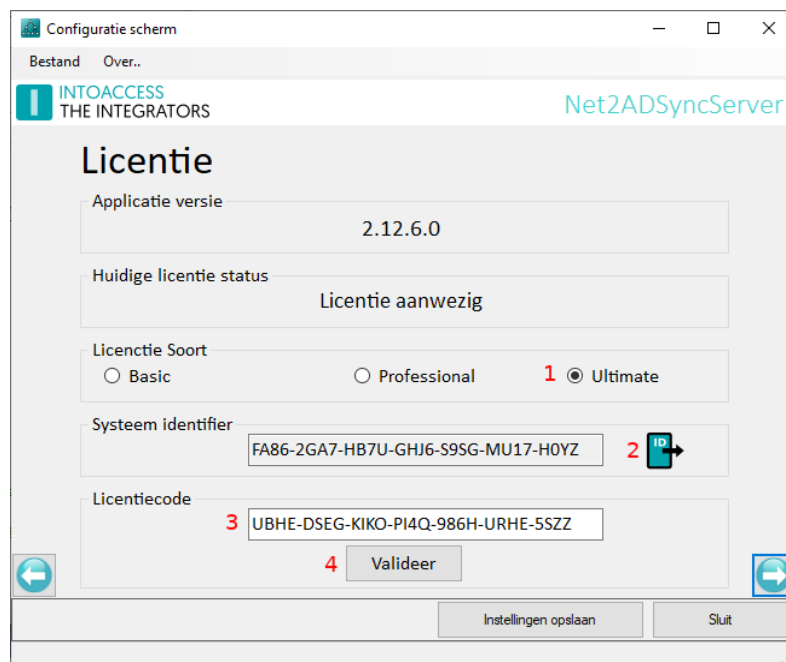 Configuratie scherm
Bestand Over..
INTOACCESS
THE INTEGRATORS
Net2ADSyncServer
Licentie
Applicatie versie
2.12.6.0
Huidige licentie status
Licentie aanwezig
Licenctie Soort
Basic Professional 1 Ultimate
Systeem identifier
FA86-2GA7-HB7U-GHJ6-S9SG-MU17-H0YZ 2 ID
Licentiecode
3 UBHE-DSEG-KIKO-PI4Q-986H-URHE-5SZZ
4 Valideer
Instellingen opslaan Sluit